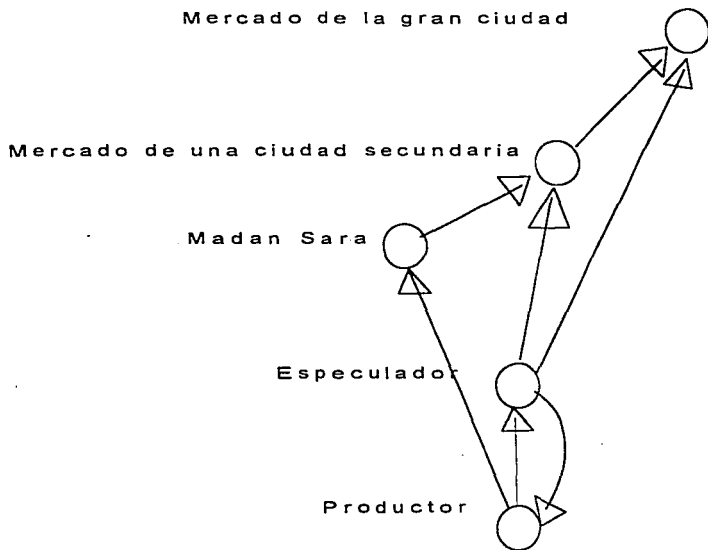 Mercado de la gran ciudad
Mercado de una ciudad secundaria
Madan Sara
Especulador
Productor